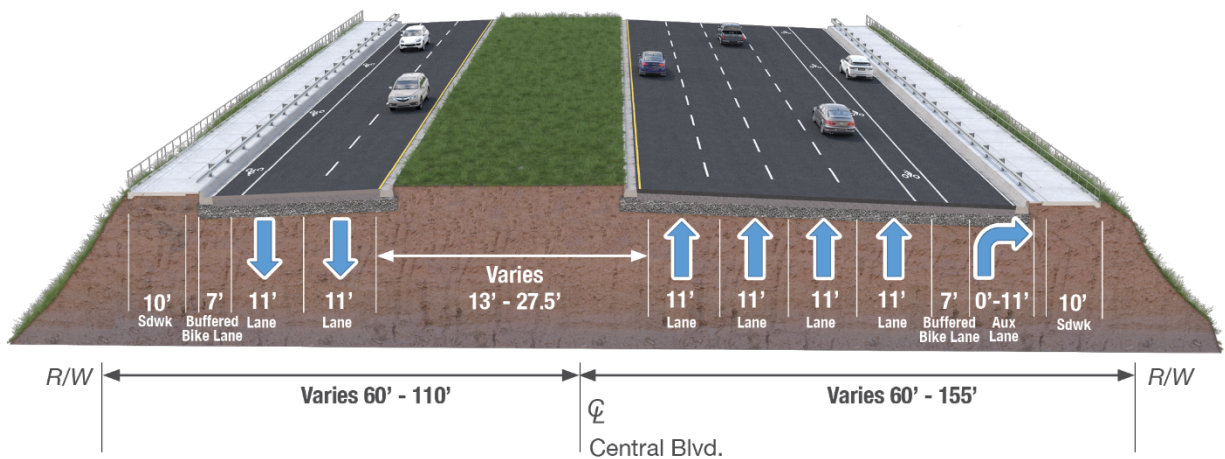 10’
Sdwk
7’
Buffered
Bike Lane
11’
Lane
11’
Lane
Varies
13’ - 27.5’
11’
Lane
11’
Lane
11’
Lane
11’
Lane
7’
Buffered
Bike Lane
0’-11’
Aux
Lane
10’
Sdwk
R/W
Varies 60’ - 110’
Varies 60’ - 155’
R/W
℄
Central Blvd.